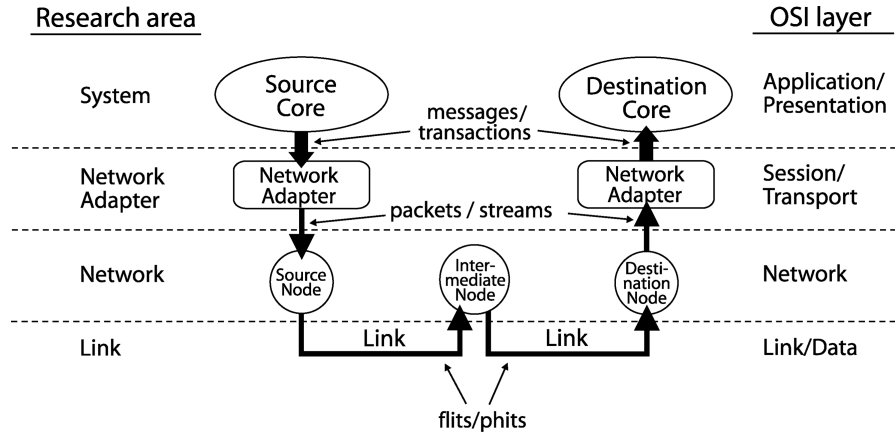 Research area
OSI layer
System
Source
Core
Destination
Core
Application/
Presentation
messages/
transactions
Network
Adapter
Network
Adapter
Network
Adapter
Session/
Transport
packets / streams
Network
Source
Node
Inter-
mediate
Node
Desti-
nation
Node
Network
Link
Link
Link
Link/Data
flits/phits